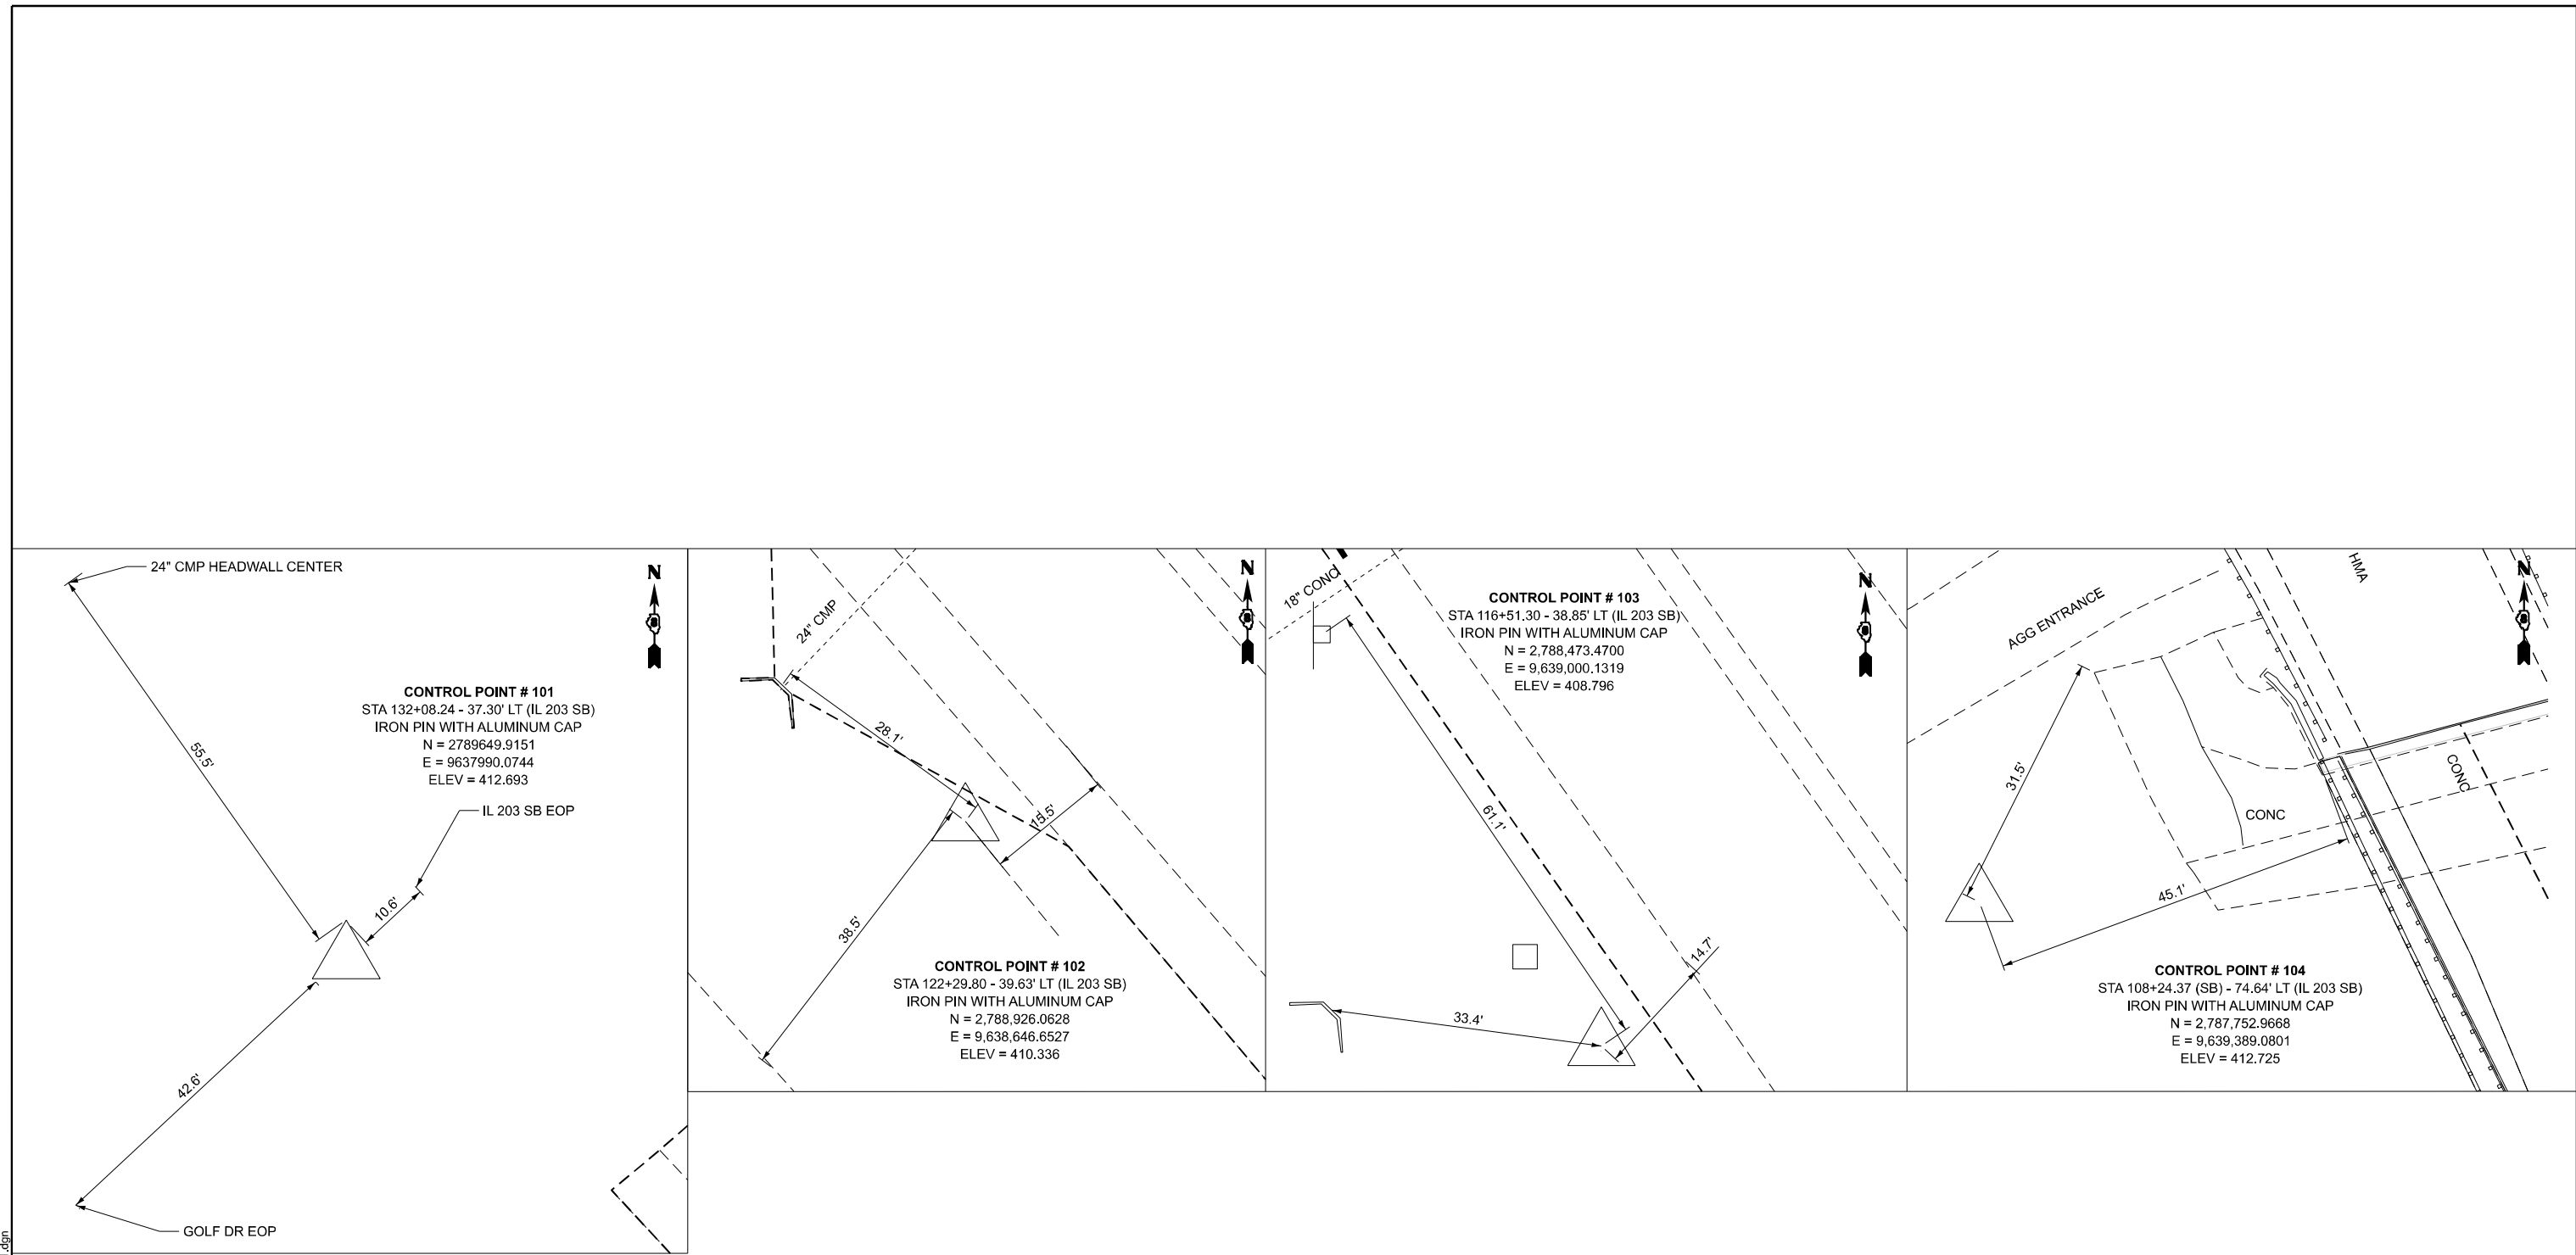 24" CMP HEADWALL CENTER
N
CONTROL POINT # 101
STA 132+08.24 - 37.30' LT (IL 203 SB)
IRON PIN WITH ALUMINUM CAP
N = 2789649.9151
E = 9637990.0744
ELEV = 412.693
55.5'
IL 203 SB EOP
10.6'
42.6'
GOLF DR EOP
N
24" CMP
28.1'
15.5'
38.5'
CONTROL POINT # 102
STA 122+29.80 - 39.63' LT (IL 203 SB)
IRON PIN WITH ALUMINUM CAP
N = 2,788,926.0628
E = 9,638,646.6527
ELEV = 410.336
18" CONC
N
CONTROL POINT # 103
STA 116+51.30 - 38.85' LT (IL 203 SB)
IRON PIN WITH ALUMINUM CAP
N = 2,788,473.4700
E = 9,639,000.1319
ELEV = 408.796
61.1'
14.7'
33.4'
HMA
N
AGG ENTRANCE
31.5'
CONC
CONC
45.1'
CONTROL POINT # 104
STA 108+24.37 (SB) - 74.64' LT (IL 203 SB)
IRON PIN WITH ALUMINUM CAP
N = 2,787,752.9668
E = 9,639,389.0801
ELEV = 412.725
.dgn